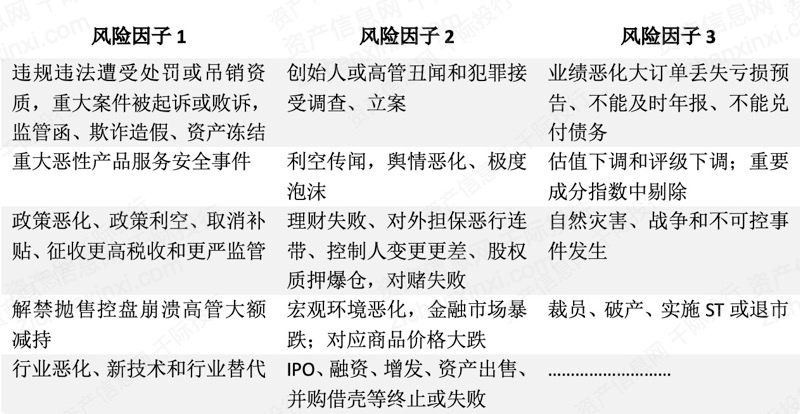 风险因子 1 风险因子 2 风险因子 3
违规违法遭受处罚或吊销资
质，重大案件被起诉或败诉，
监管函、欺诈造假、资产冻结
创始人或高管丑闻和犯罪接
受调查、立案
业绩恶化大订单丢失亏损预
告、不能及时年报、不能兑
付债务
重大恶性产品服务安全事件
利空传闻，舆情恶化、极度
泡沫
估值下调和评级下调；重要
成分指数中剔除
政策恶化、政策利空、取消补
贴、征收更高税收和更严监管
理财失败、对外担保恶行连
带、控制人变更更差、股权
质押爆仓，对赌失败
自然灾害、战争和不可控事
件发生
解禁抛售控盘崩溃高管大额
减持
宏观环境恶化，金融市场暴
跌；对应商品价格大跌
裁员、破产、实施 ST 或退市
行业恶化、新技术和行业替代
IPO、融资、增发、资产出售、
并购借壳等终止或失败
………………………